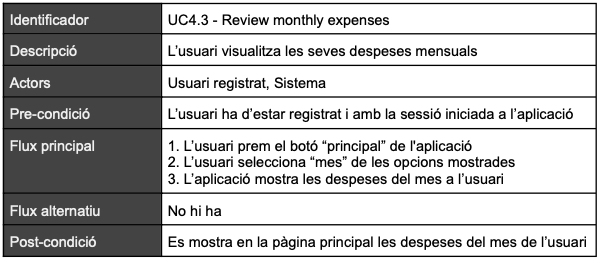 Identificador UC4.3 - Review monthly expenses
Descripció L’usuari visualitza les seves despeses mensuals
Actors Usuari registrat, Sistema
Pre-condició L’usuari ha d’estar registrat i amb la sessió iniciada a l’aplicació
Flux principal 1. L’usuari prem el botó “principal” de l'aplicació
2. L’usuari selecciona “mes” de les opcions mostrades
3. L’aplicació mostra les despeses del mes a l’usuari
Flux alternatiu No hi ha
Post-condició Es mostra en la pàgina principal les despeses del mes de l’usuari